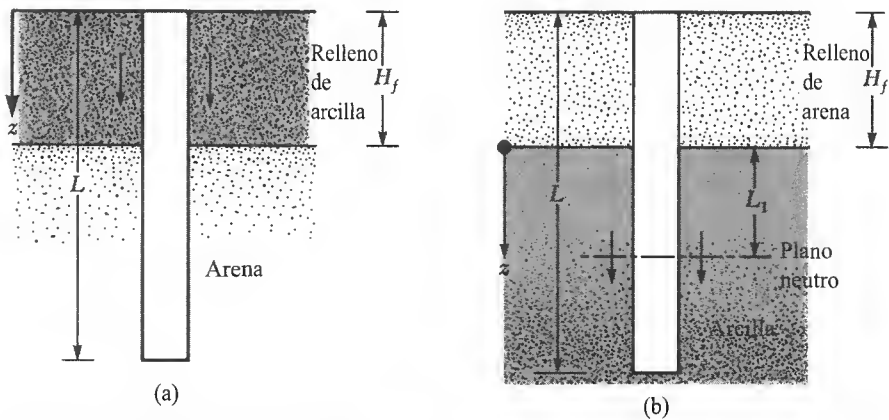 Relleno
de
arcilla
H_f
z
L
Arena
(a)
Relleno
de
arena
H_f
L
L_1
z
Plano
neutro
Arcilla
(b)